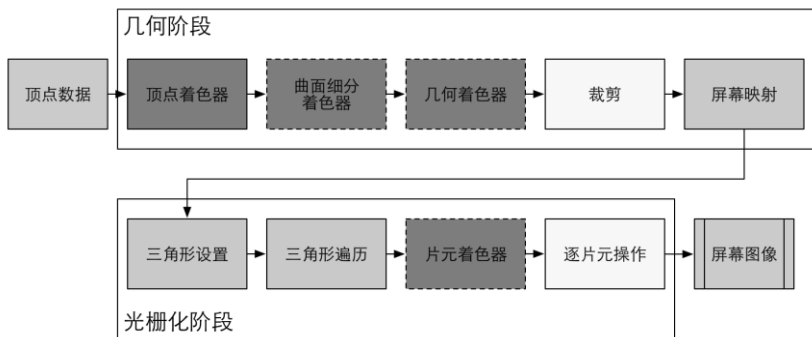 几何阶段
顶点数据
顶点着色器
曲面细分
着色器
几何着色器
裁剪
屏幕映射
三角形设置
三角形遍历
片元着色器
逐片元操作
屏幕图像
光栅化阶段